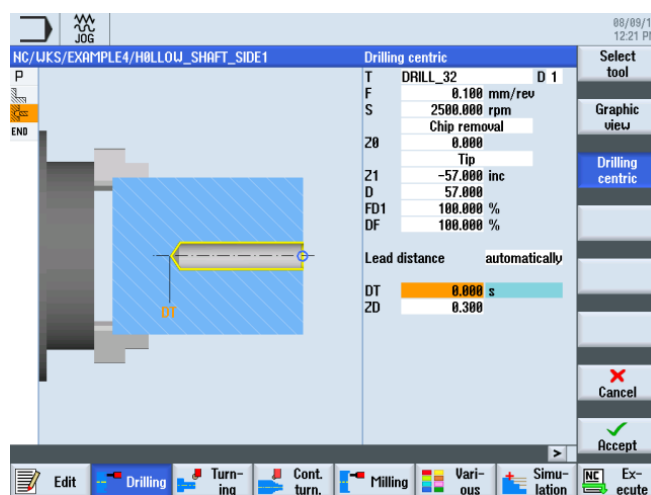 JOG
08/09/1
12:21 P
NC/WKS/EXAMPLE4/HØLLOW_SHAFT_SIDE1
Drilling centric
Select
tool
P
END
T DRILL_32 D 1
F 0.100 mm/rev
S 2500.000 rpm
Chip removal
Z0 0.000
Tip
Z1 -57.000 inc
D 57.000
FD1 100.000 %
DF 100.000 %
Lead distance automatically
DT 0.000 s
ZD 0.300
DT
Graphic
view
Drilling
centric
Cancel
Accept
>
Edit
Drilling
Turn-
ing
Cont.
turn.
Milling
Vari-
ous
Simu-
lation
NC
Ex-
ecute